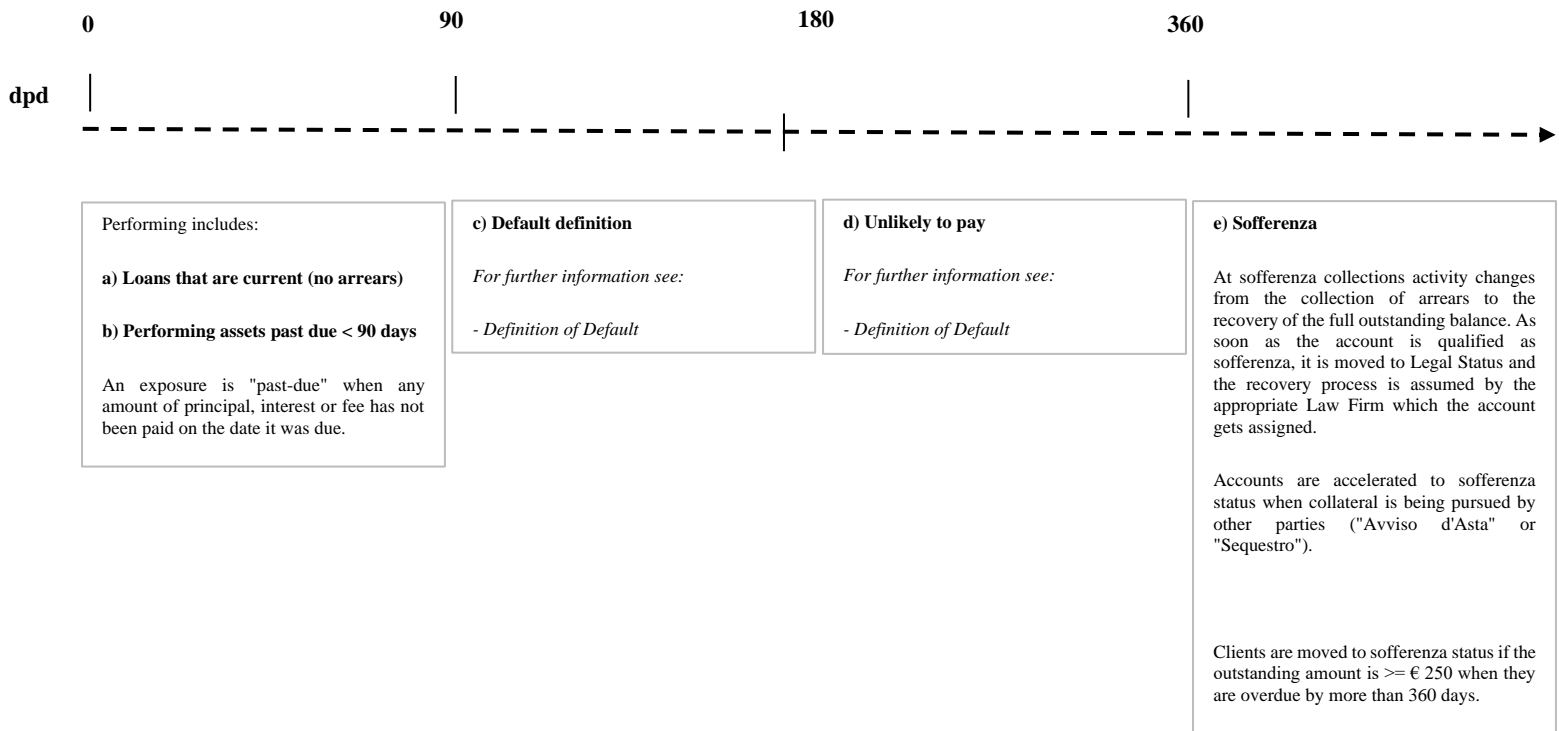 0
90
180
360
dpd
Performing includes:
a) Loans that are current (no arrears)
b) Performing assets past due < 90 days
An exposure is "past-due" when any
amount of principal, interest or fee has not
been paid on the date it was due.
c) Default definition
For further information see:
- Definition of Default
d) Unlikely to pay
For further information see:
- Definition of Default
e) Sofferenza
At sofferenza collections activity changes
from the collection of arrears to the
recovery of the full outstanding balance. As
soon as the account is qualified as
sofferenza, it is moved to Legal Status and
the recovery process is assumed by the
appropriate Law Firm which the account
gets assigned.
Accounts are accelerated to sofferenza
status when collateral is being pursued by
other parties ("Avviso d'Asta" or
"Sequestro").
Clients are moved to sofferenza status if the
outstanding amount is >= € 250 when they
are overdue by more than 360 days.